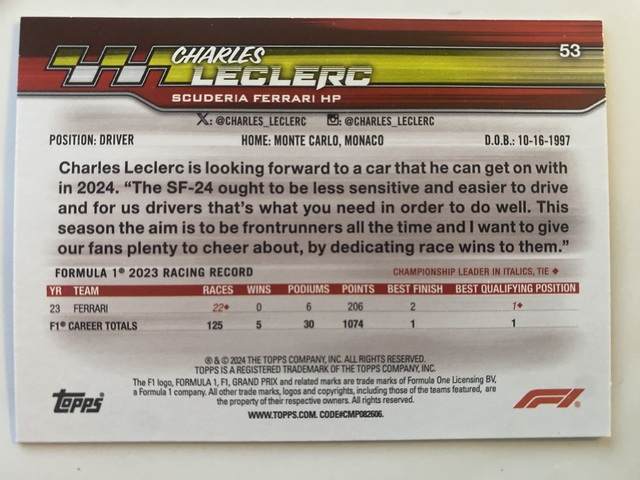 53
CHARLES
LECLERC
SCUDERIA FERRARI HP
X: @CHARLES_LECLERC : @CHARLES_LECLERC
POSITION: DRIVER HOME: MONTE CARLO, MONACO D.O.B.: 10-16-1997
Charles Leclerc is looking forward to a car that he can get on with
in 2024. “The SF-24 ought to be less sensitive and easier to drive
and for us drivers that’s what you need in order to do well. This
season the aim is to be frontrunners all the time and I want to give
our fans plenty to cheer about, by dedicating race wins to them.”
FORMULA 1® 2023 RACING RECORD CHAMPIONSHIP LEADER IN ITALICS, TIE ♦
YR TEAM RACES WINS PODIUMS POINTS BEST FINISH BEST QUALIFYING POSITION
23 FERRARI 22♦ 0 6 206 2 1♦
F1® CAREER TOTALS 125 5 30 1074 1 1
® & © 2024 THE TOPPS COMPANY, INC. ALL RIGHTS RESERVED.
TOPPS IS A REGISTERED TRADEMARK OF THE TOPPS COMPANY, INC.
The F1 logo, FORMULA 1, F1, GRAND PRIX and related marks are trade marks of Formula One Licensing BV,
a Formula 1 company. All other trade marks, logos and copyrights, including those of the teams featured, are
the property of their respective owners. All rights reserved.
WWW.TOPPS.COM. CODE#CMP082606.
Topps®
F1®